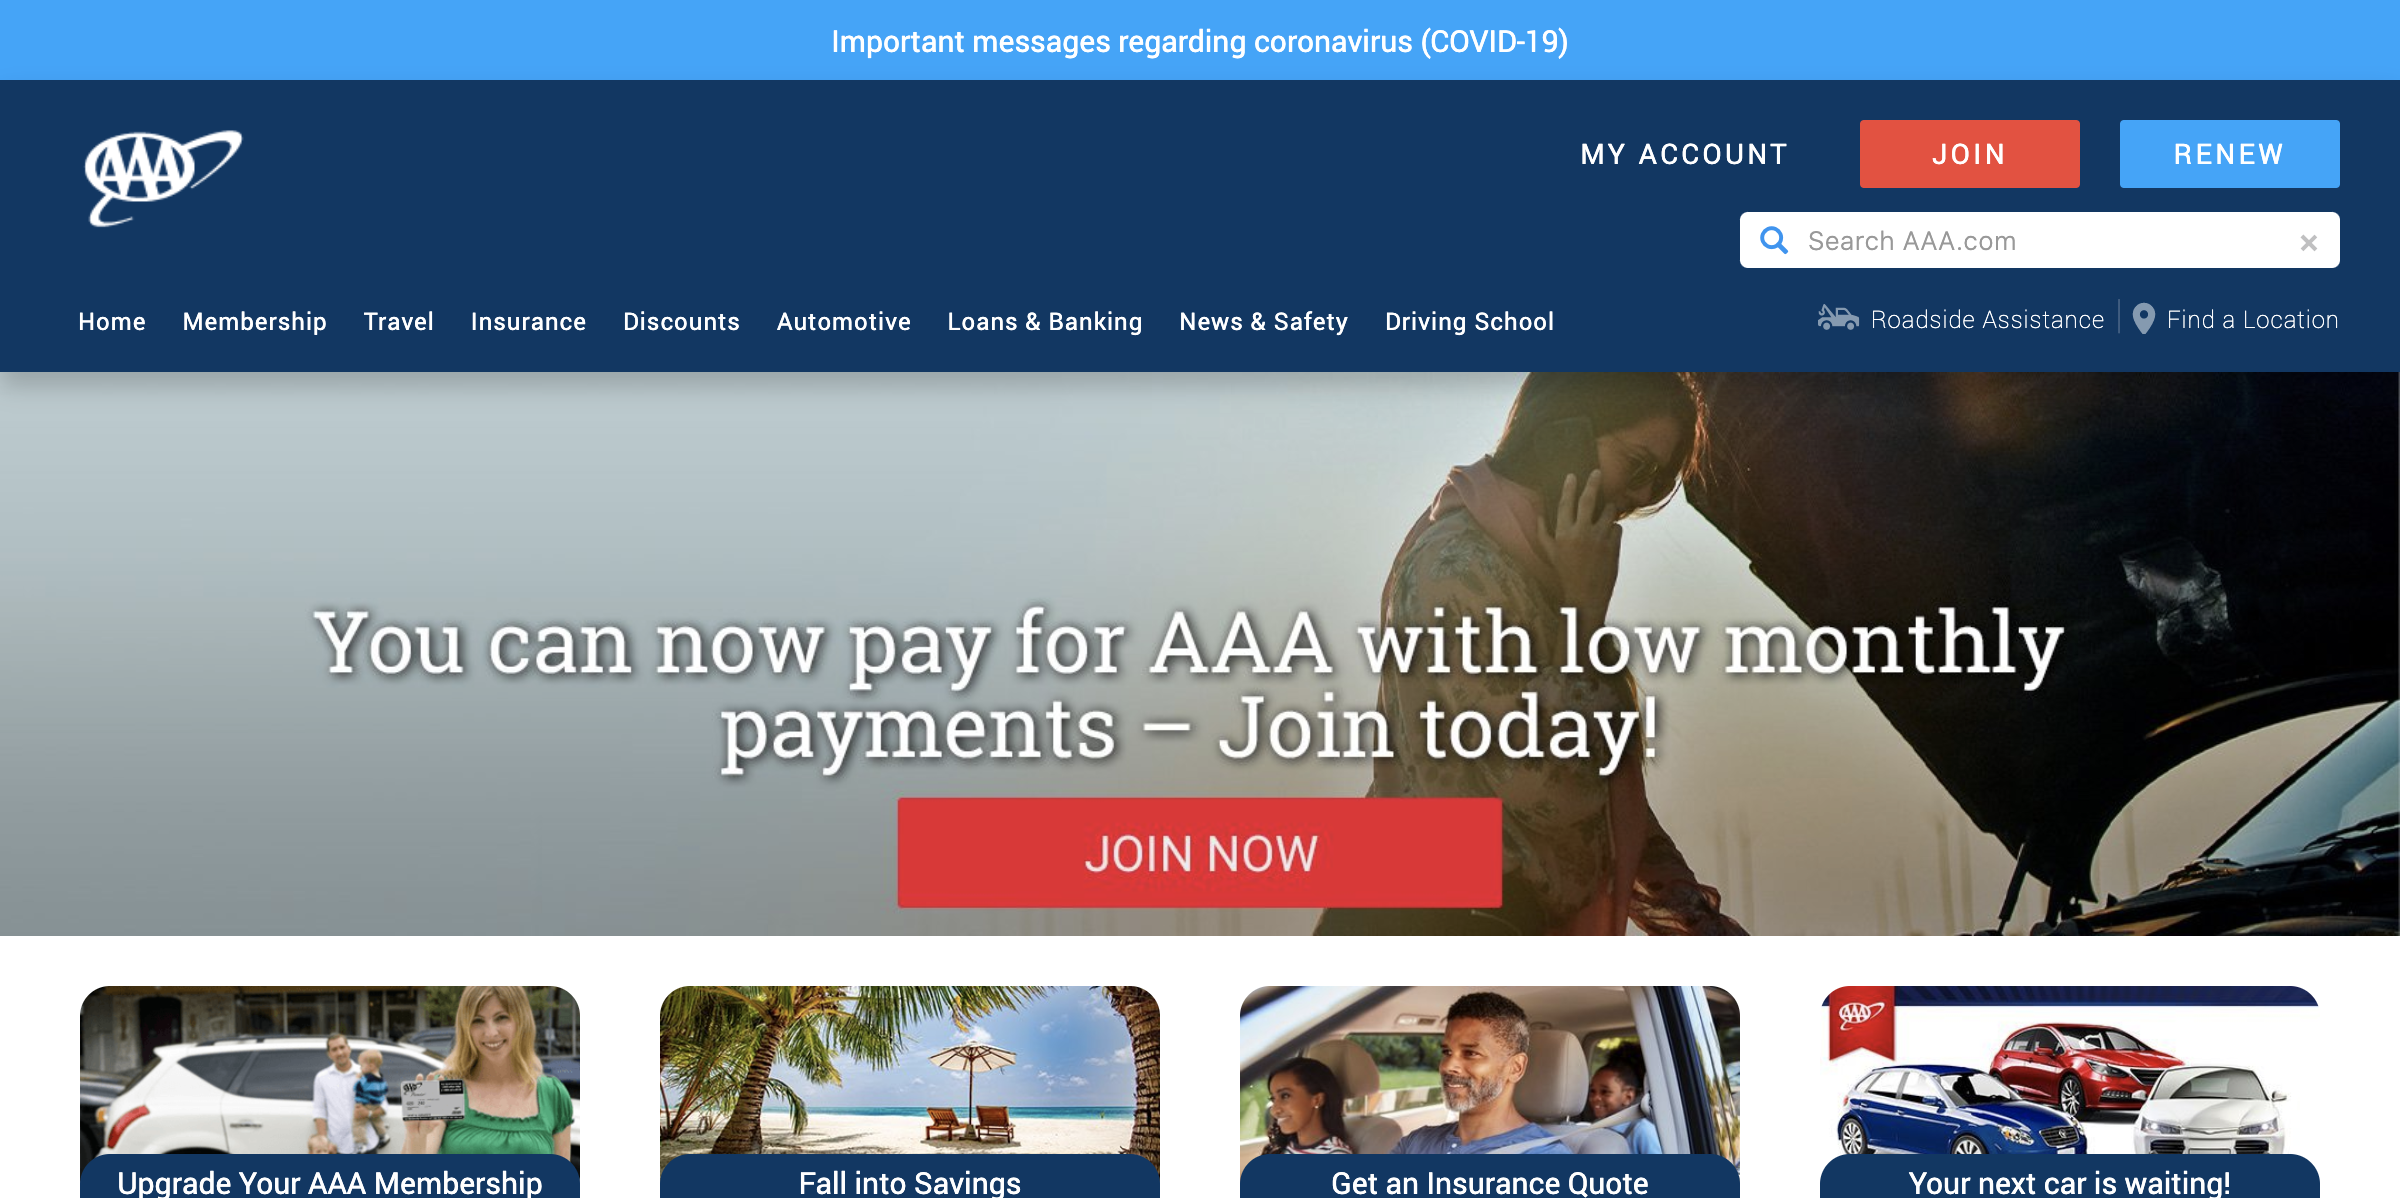 Important messages regarding coronavirus (COVID-19)
AAA
MY ACCOUNT
JOIN
RENEW
Search AAA.com
Home
Membership
Travel
Insurance
Discounts
Automotive
Loans & Banking
News & Safety
Driving School
Roadside Assistance
Find a Location
You can now pay for AAA with low monthly
payments – Join today!
JOIN NOW
AAA
AAA
Upgrade Your AAA Membership
Fall into Savings
Get an Insurance Quote
Your next car is waiting!